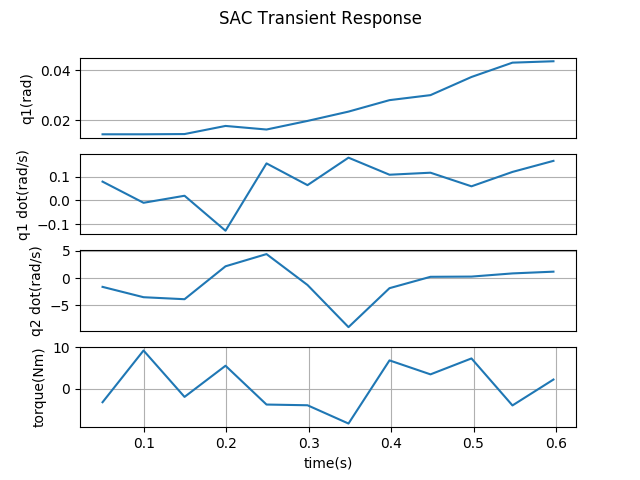 SAC Transient Response
0.04
0.02
q1(rad)
0.1
0.0
−0.1
q1 dot(rad/s)
5
0
−5
q2 dot(rad/s)
10
0
torque(Nm)
0.1 0.2 0.3 0.4 0.5 0.6
time(s)